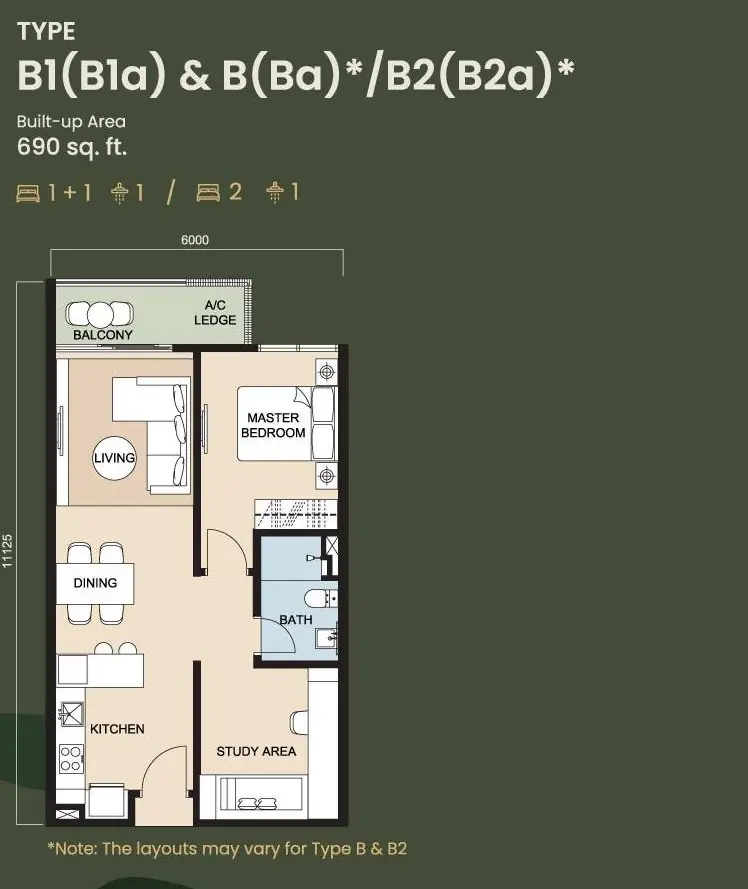 TYPE
B1(B1a) & B(Ba)*/B2(B2a)*
Built-up Area
690 sq. ft.
1+1 1 / 2 1
6000
A/C
LEDGE
BALCONY
MASTER
BEDROOM
LIVING
11125
DINING
BATH
KITCHEN
STUDY AREA
*Note: The layouts may vary for Type B & B2